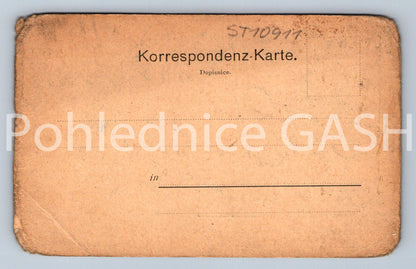 ST10911
Korrespondenz-Karte.
Dopisnice.
Pohlednice GASH
in